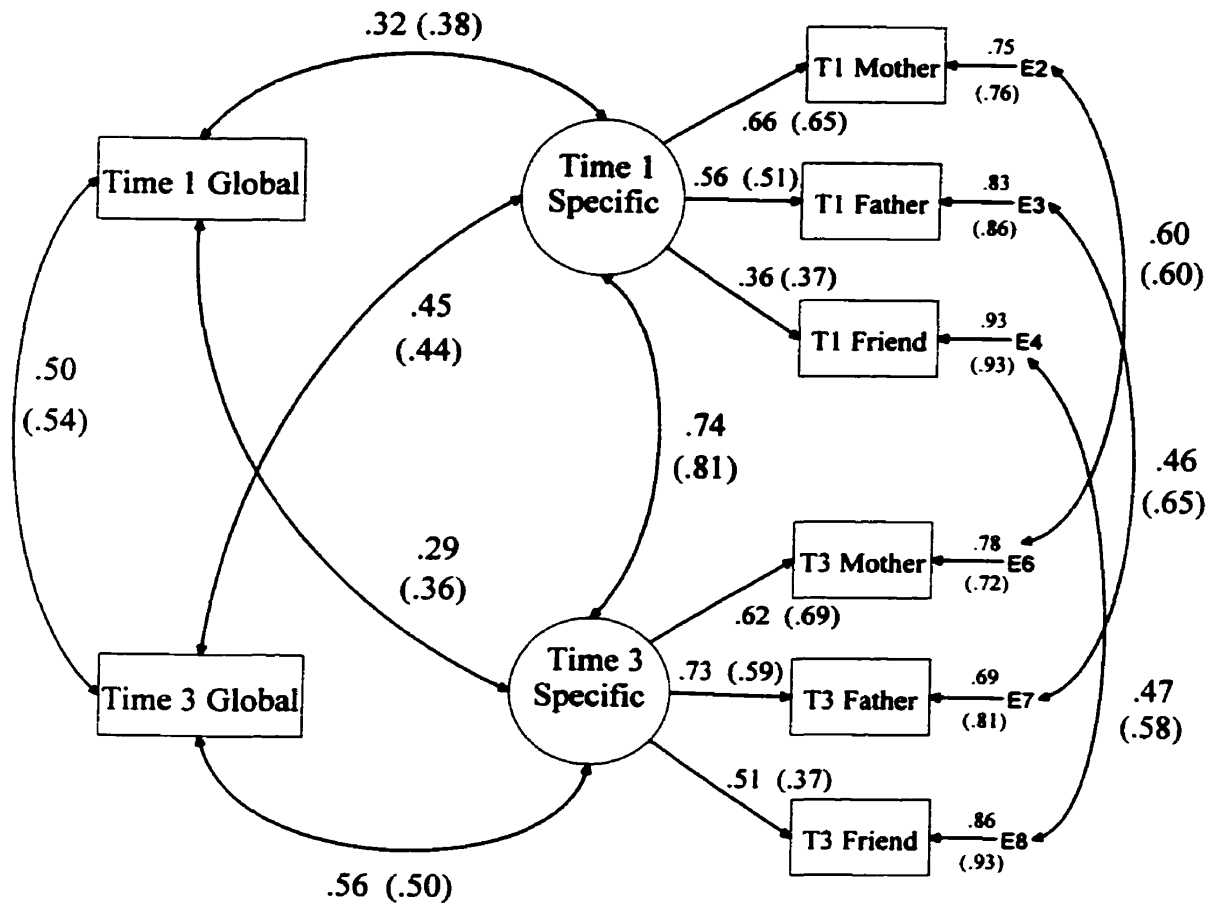 .32 (.38)
Time 1 Global
Time 1
Specific
T1 Mother
.75
E2
(.76)
.66 (.65)
.56 (.51)
T1 Father
.83
E3
(.86)
.36 (.37)
T1 Friend
.93
E4
(.93)
.60
(.60)
.45
(.44)
.50
(.54)
.74
(.81)
.46
(.65)
.29
(.36)
T3 Mother
.78
E6
(.72)
.62 (.69)
Time 3 Global
Time 3
Specific
.73 (.59)
T3 Father
.69
E7
(.81)
.47
(.58)
.51 (.37)
T3 Friend
.86
E8
(.93)
.56 (.50)